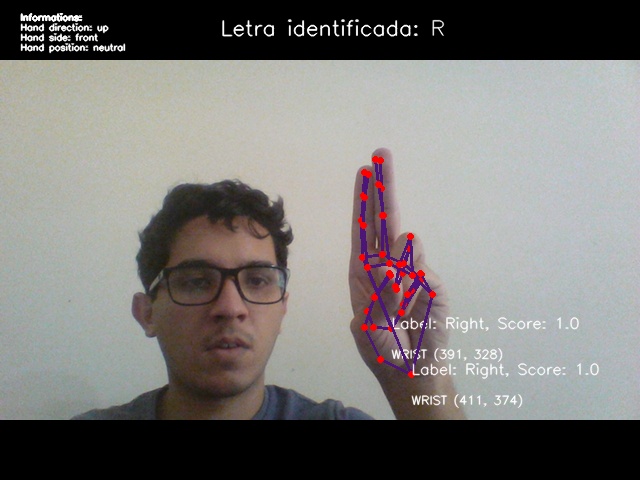 Informations:
Hand direction: up
Hand side: front
Hand position: neutral
Letra identificada: R
Label: Right, Score: 1.0
WRIST (391, 328)
Label: Right, Score: 1.0
WRIST (411, 374)